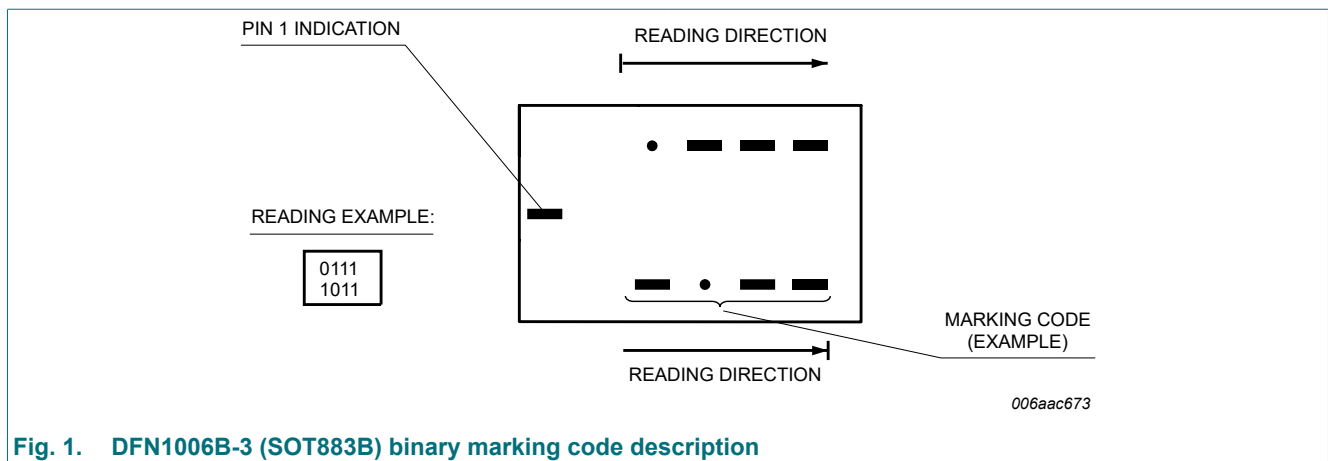 PIN 1 INDICATION
READING DIRECTION
READING EXAMPLE:
0111
1011
MARKING CODE
(EXAMPLE)
READING DIRECTION
006aac673
Fig. 1. DFN1006B-3 (SOT883B) binary marking code description